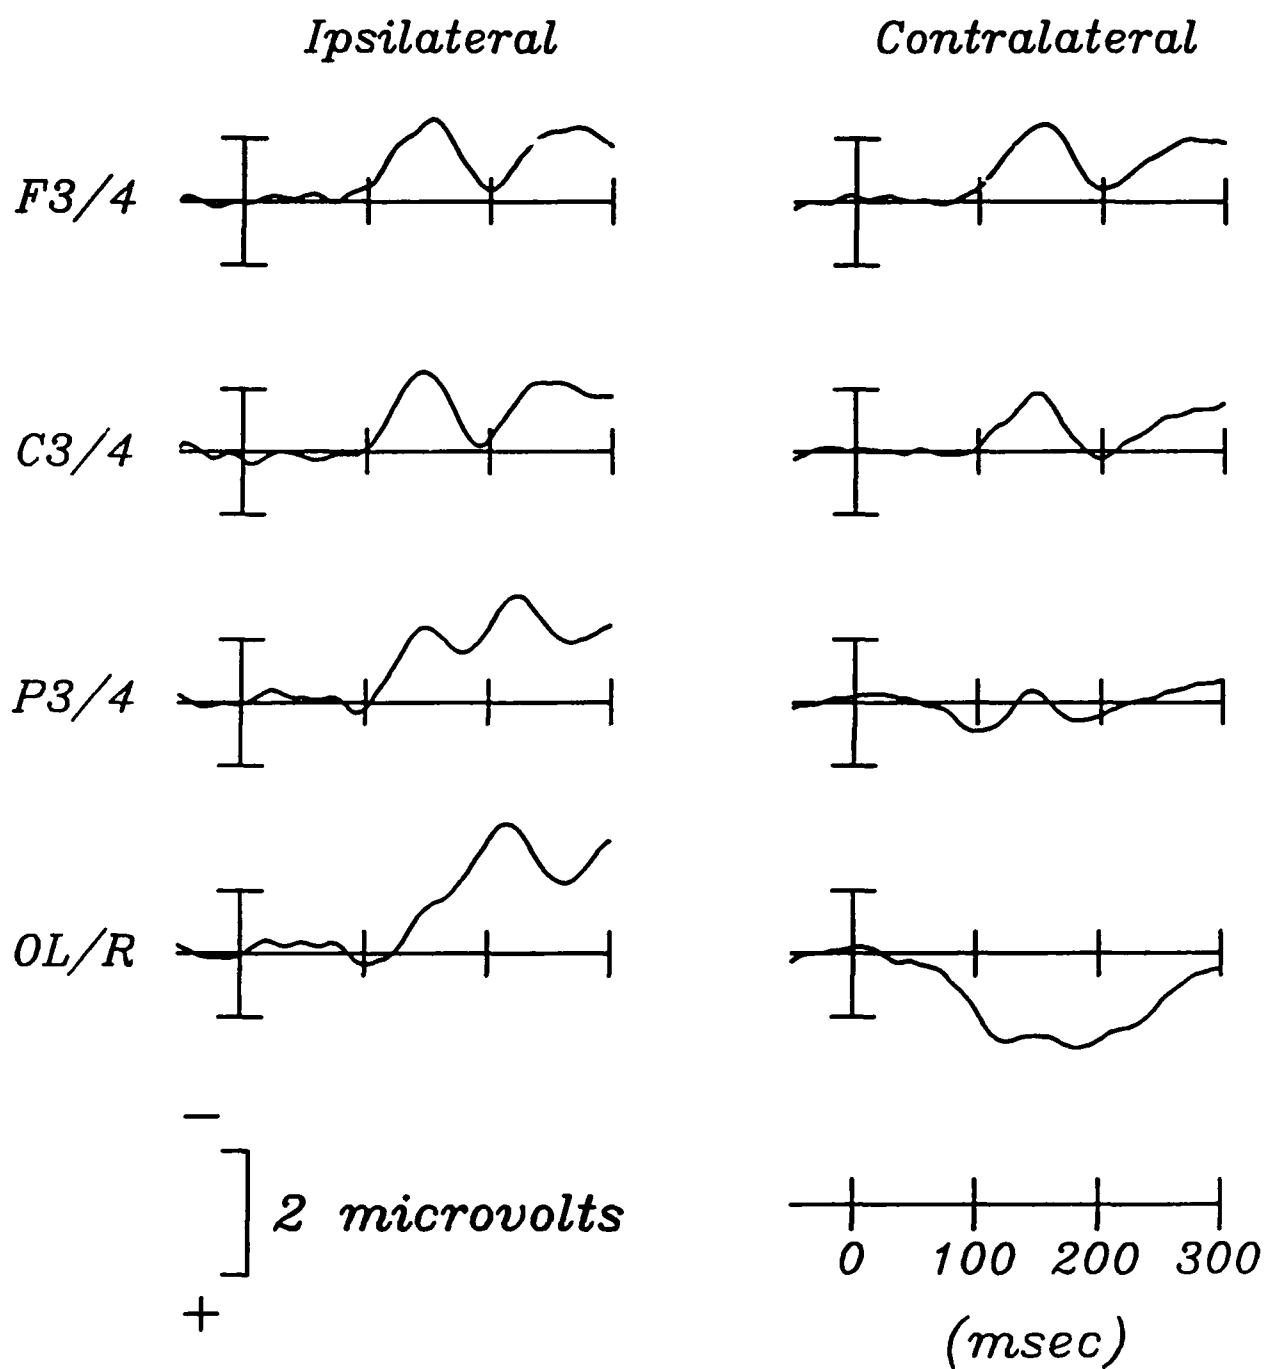 Ipsilateral Contralateral
F3/4
C3/4
P3/4
OL/R
−
2 microvolts
+
0 100 200 300
(msec)